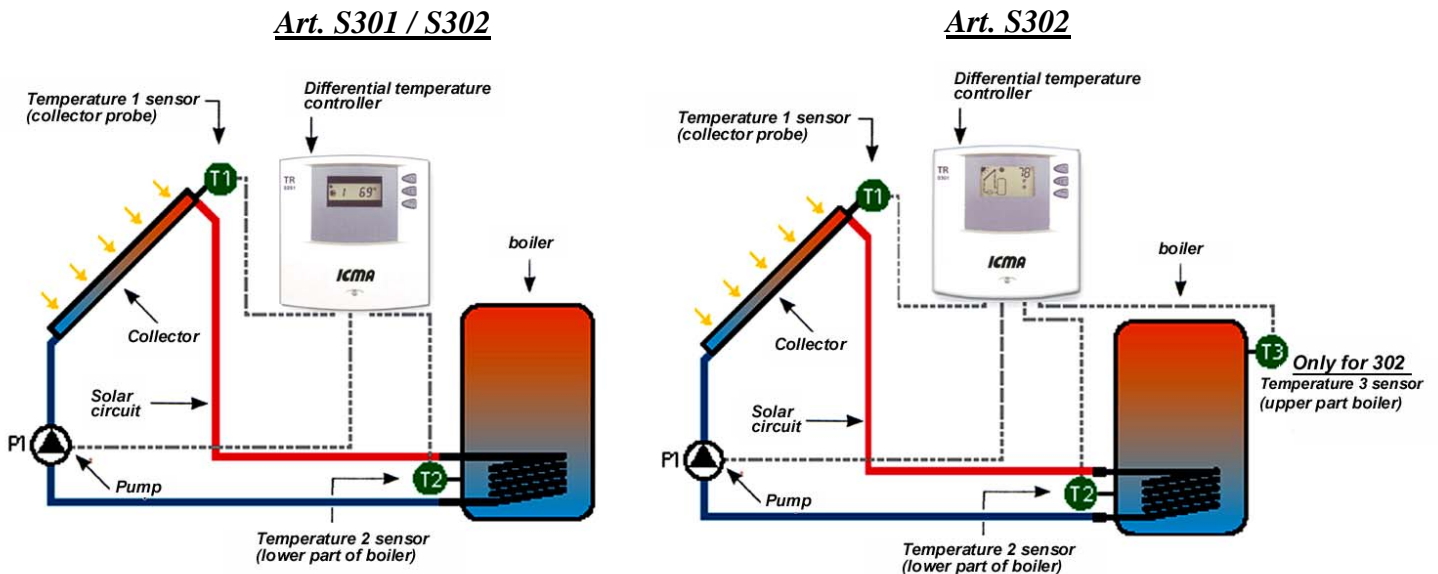 Art. S301 / S302
Differential temperature
controller
Temperature 1 sensor
(collector probe)
T1
TR
0301
1 69°
ICMA
boiler
Collector
Solar
circuit
P1
Pump
T2
Temperature 2 sensor
(lower part of boiler)
Art. S302
Differential temperature
controller
Temperature 1 sensor
(collector probe)
T1
TR
0301
78°
ICMA
boiler
Collector
T3
Only for 302
Temperature 3 sensor
(upper part boiler)
Solar
circuit
P1
Pump
T2
Temperature 2 sensor
(lower part of boiler)